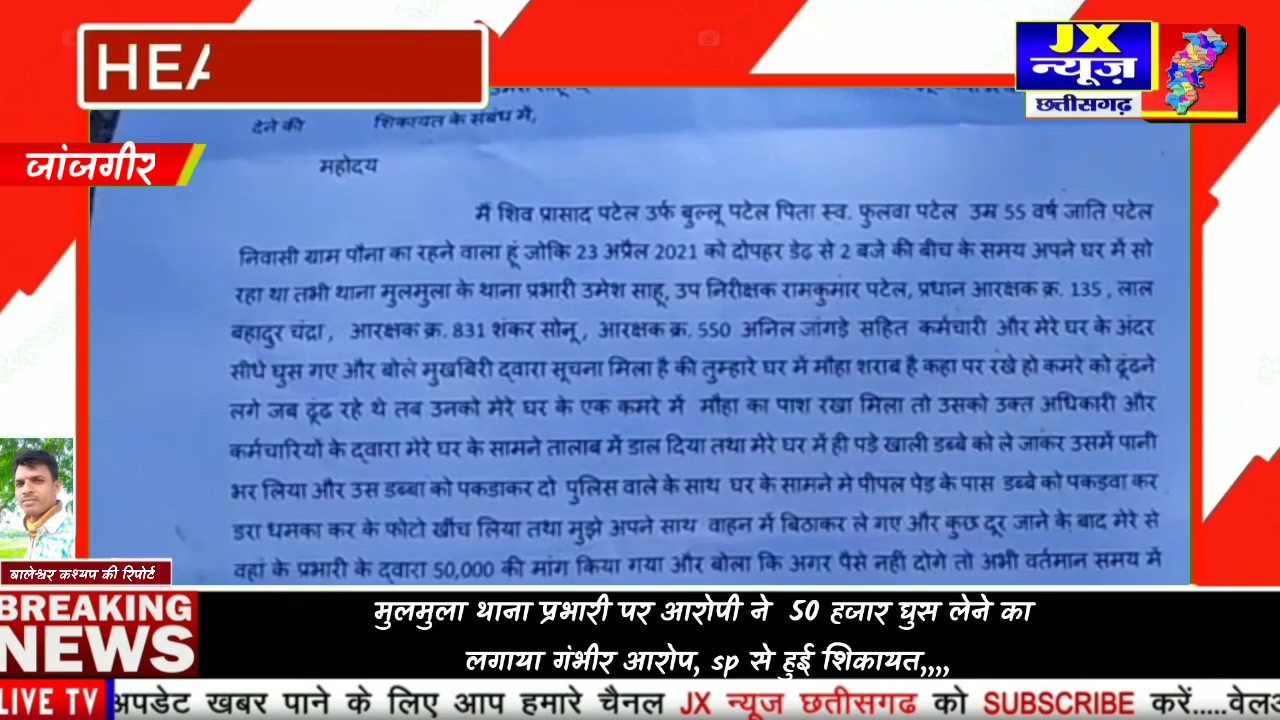 HEA
JX
न्यूज़
छत्तीसगढ़
देने की शिकायत के संबंध में,
जांजगीर
महोदय
मैं शिव प्रासाद पटेल उर्फ बुल्लू पटेल पिता स्व. फुलवा पटेल उम्र 55 वर्ष जाति पटेल
निवासी ग्राम पौना का रहने वाला हूं जोकि 23 अप्रैल 2021 को दोपहर डेढ़ से 2 बजे की बीच के समय अपने घर में सो
रहा था तभी थाना मुलमुला के थाना प्रभारी उमेश साहू, उप निरीक्षक रामकुमार पटेल, प्रधान आरक्षक क्र. 135 , लाल
बहादुर चंद्रा , आरक्षक क्र. 831 शंकर सोनू , आरक्षक क्र. 550 अनिल जांगड़े सहित कर्मचारी और मेरे घर के अंदर
सीधे घुस गए और बोले मुखबिरी द्वारा सूचना मिला है की तुम्हारे घर में मौहा शराब है कहा पर रखे हो कमरे को ढूंढने
लगे जब ढूंढ रहे थे तब उनको मेरे घर के एक कमरे में मौहा का पाश रखा मिला तो उसको उक्त अधिकारी और
कर्मचारियों के द्वारा मेरे घर के सामने तालाब में डाल दिया तथा मेरे घर में ही पड़े खाली डब्बे को ले जाकर उसमें पानी
भर लिया और उस डब्बा को पकडाकर दो पुलिस वाले के साथ घर के सामने मे पीपल पेड़ के पास डब्बे को पकड़वा कर
डरा धमका कर के फोटो खींच लिया तथा मुझे अपने साथ वाहन में बिठाकर ले गए और कुछ दूर जाने के बाद मेरे से
वहां के प्रभारी के द्वारा 50,000 की मांग किया गया और बोला कि अगर पैसे नहीं दोगे तो अभी वर्तमान समय में
बालेश्वर कश्यप की रिपोर्ट
BREAKING
NEWS
मुलमुला थाना प्रभारी पर आरोपी ने 50 हजार घुस लेने का
लगाया गंभीर आरोप, sp से हुई शिकायत,,,,
LIVE TV अपडेट खबर पाने के लिए आप हमारे चैनल JX न्यूज छत्तीसगढ को SUBSCRIBE करें.....वेल